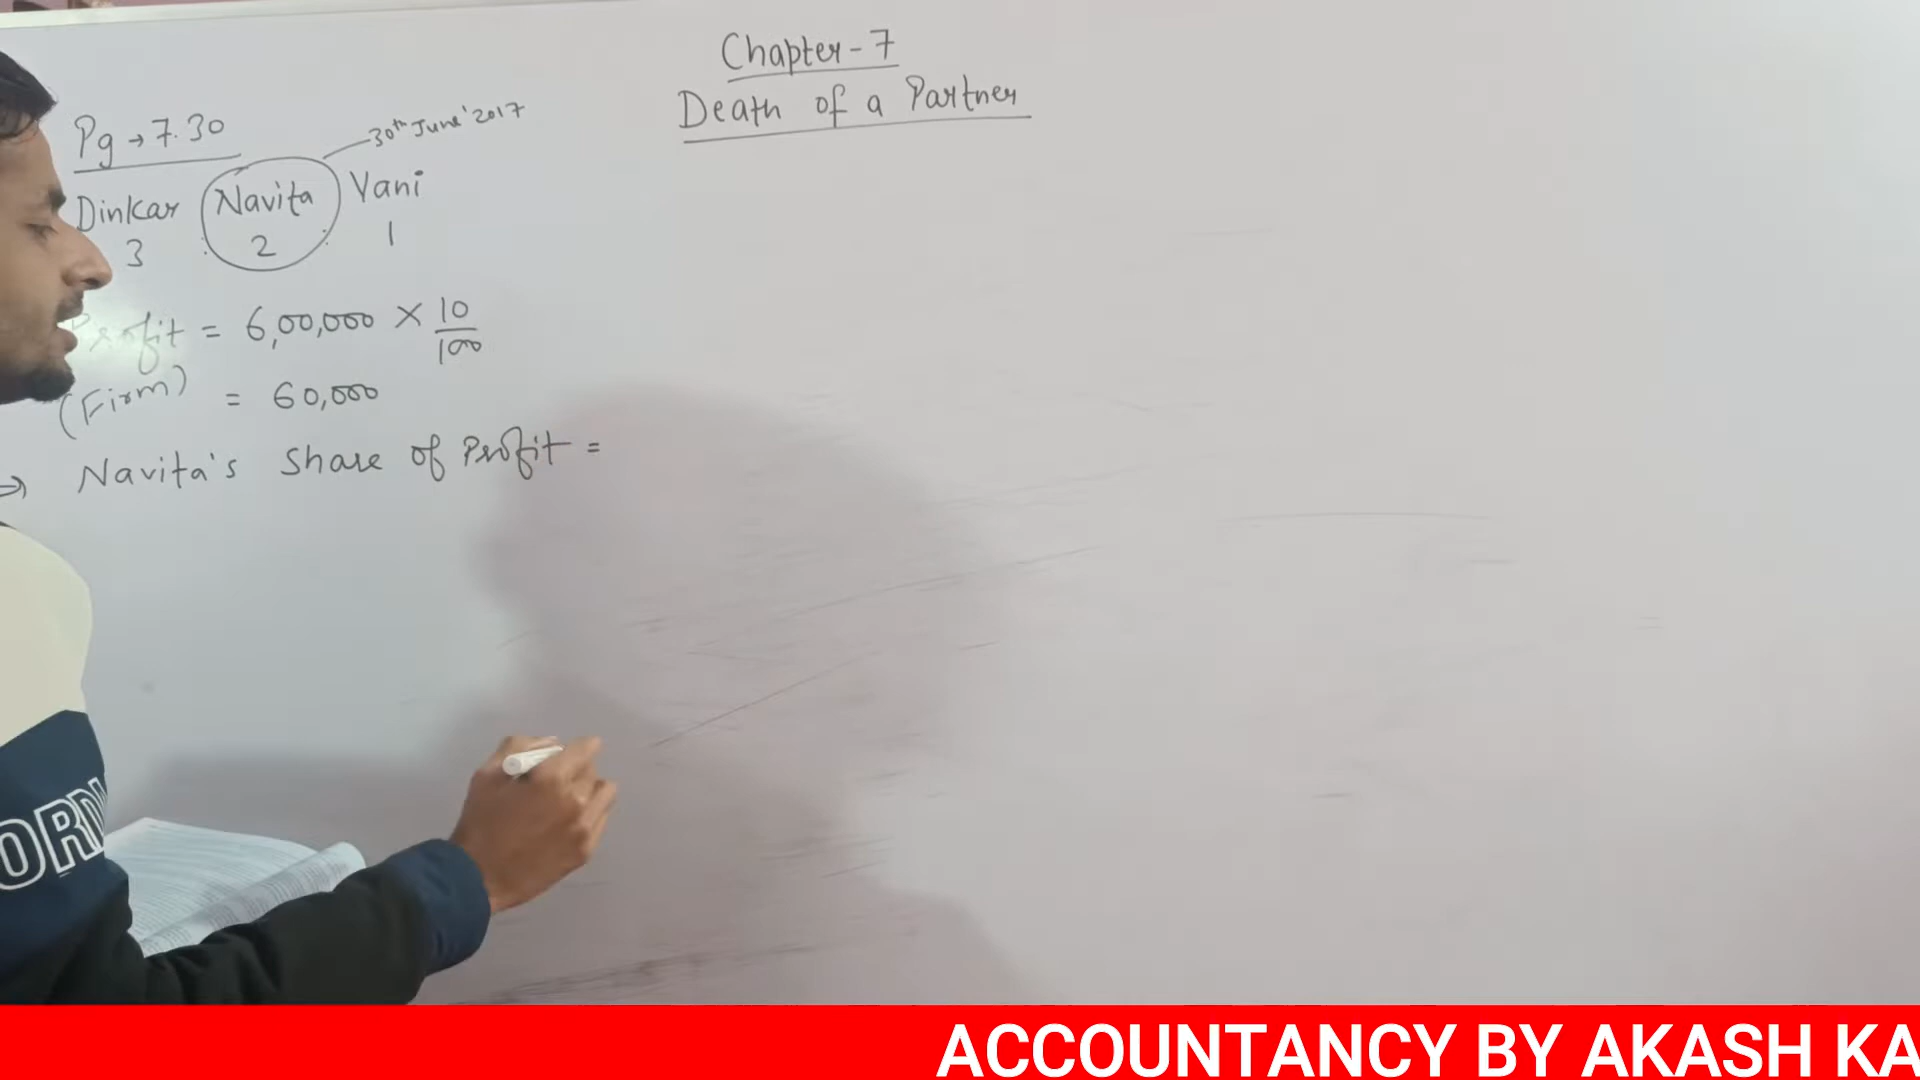 Chapter-7
Death of a Partner
Pg → 7.30
30th June' 2017
Dinkar Navita Vani
3 2 1
Profit = 6,00,000 × 10/100
(Firm) = 60,000
→ Navita's Share of Profit =
ORD
ACCOUNTANCY BY AKASH KA